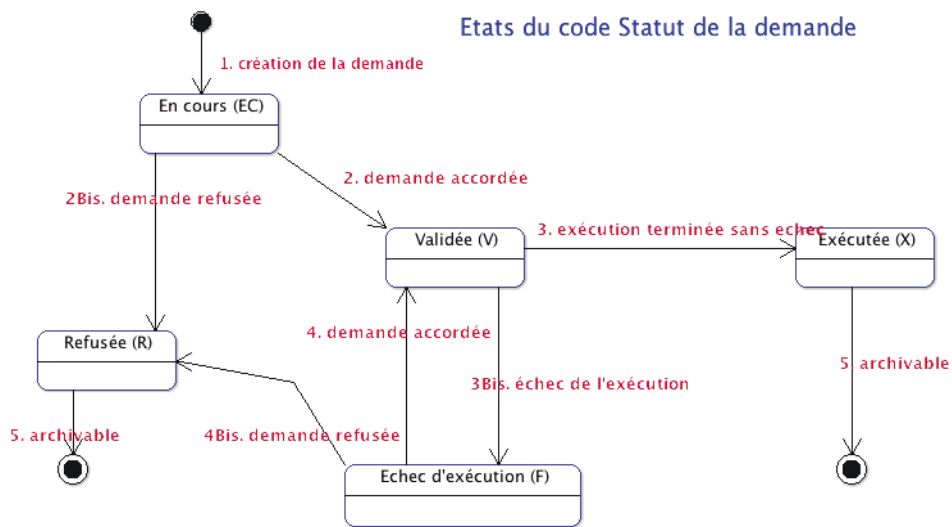 Etats du code Statut de la demande
1. création de la demande
En cours (EC)
2. demande accordée
2Bis. demande refusée
Validée (V)
3. exécution terminée sans echec
Exécutée (X)
Refusée (R)
4. demande accordée
3Bis. échec de l'exécution
5. archivable
5. archivable
4Bis. demande refusée
Echec d'exécution (F)